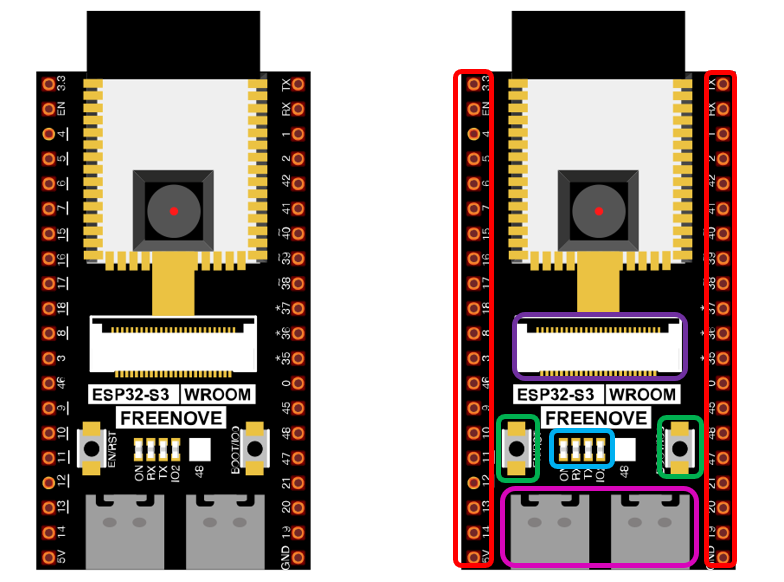 3.3
EN
4
5
6
7
15
16
17
18
8
3
46
9
10
11
12
13
14
5V
ESP32-S3
WROOM
FREENOVE
EN/RST
ON
RX
TX
IO2
48
BOOT/IO0
TX
RX
1
2
42
41
40
39
38
* 37
* 36
* 35
0
45
48
47
21
20
19
GND
3.3
EN
4
5
6
7
15
16
17
18
8
3
46
9
10
11
12
13
14
5V
ESP32-S3
WROOM
FREENOVE
ON
RX
TX
IO2
48
TX
RX
1
2
42
41
40
39
38
* 37
* 36
* 35
0
45
48
47
21
20
19
GND